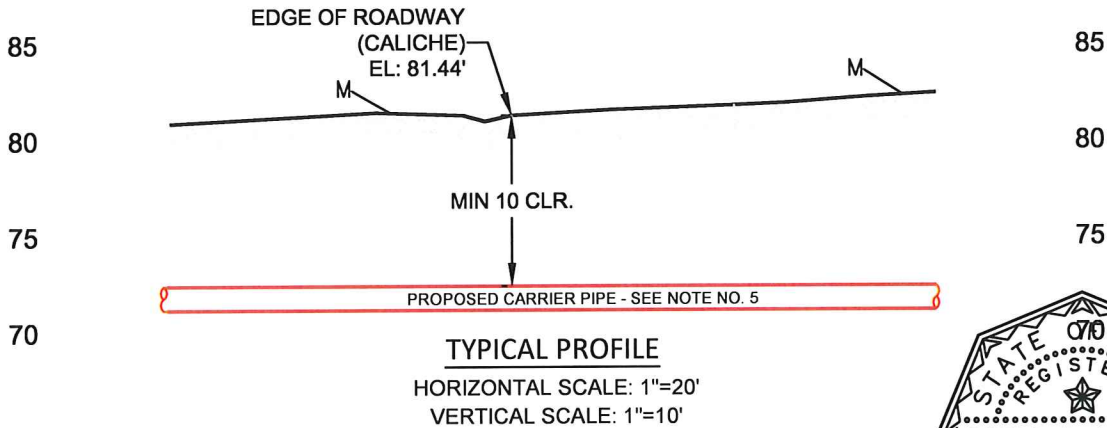 EDGE OF ROADWAY
(CALICHE)
EL: 81.44'
85
85
M
M
80
80
MIN 10 CLR.
75
75
PROPOSED CARRIER PIPE - SEE NOTE NO. 5
70
70
TYPICAL PROFILE
HORIZONTAL SCALE: 1"=20'
VERTICAL SCALE: 1"=10'
STATE OF
REGISTE